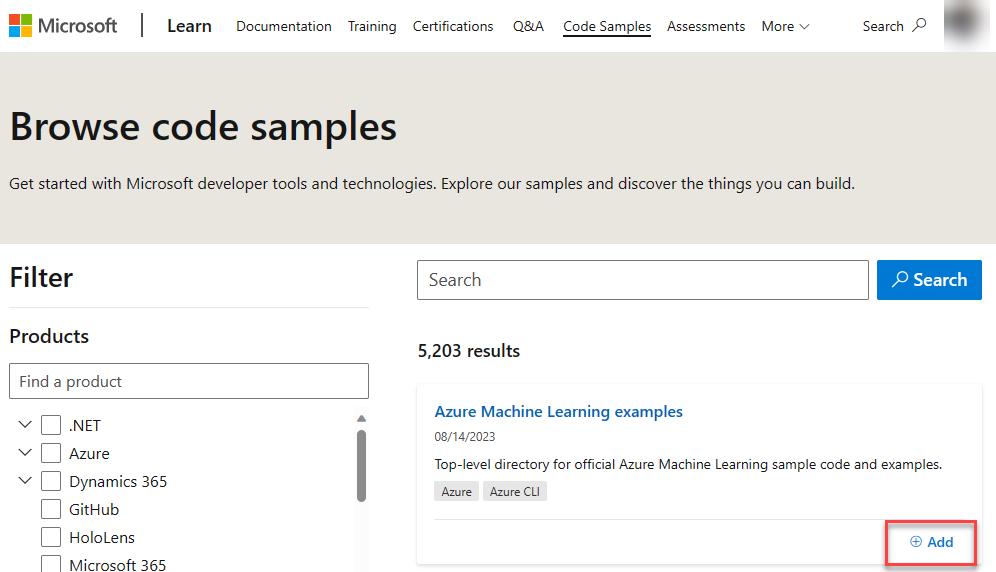 Microsoft Learn Documentation Training Certifications Q&A Code Samples Assessments More Search
Browse code samples
Get started with Microsoft developer tools and technologies. Explore our samples and discover the things you can build.
Filter
Products
Find a product
.NET
Azure
Dynamics 365
GitHub
HoloLens
Microsoft 365
Search Search
5,203 results
Azure Machine Learning examples
08/14/2023
Top-level directory for official Azure Machine Learning sample code and examples.
Azure Azure CLI
Add